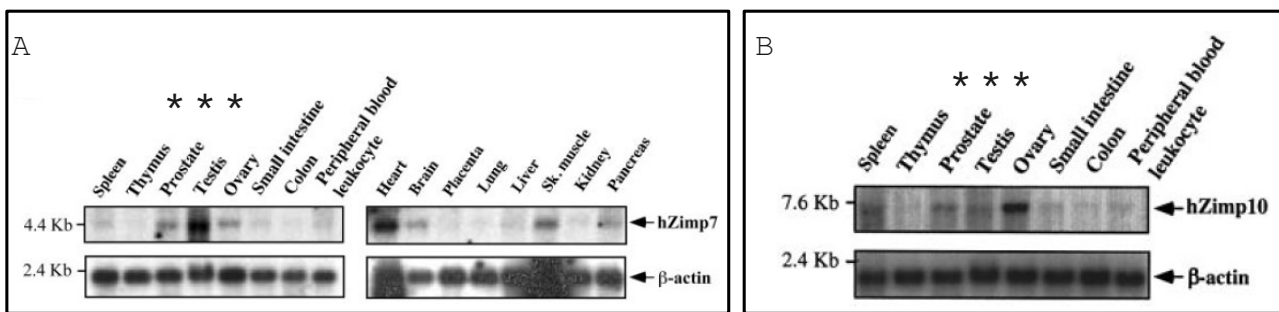 A
* * *
Spleen
Thymus
Prostate
Testis
Ovary
Small intestine
Colon
Peripheral blood
leukocyte
Heart
Brain
Placenta
Lung
Liver
Sk. muscle
Kidney
Pancreas
4.4 Kb
hZimp7
2.4 Kb
β-actin
B
* * *
Spleen
Thymus
Prostate
Testis
Ovary
Small intestine
Colon
Peripheral blood
leukocyte
7.6 Kb
hZimp10
2.4 Kb
β-actin